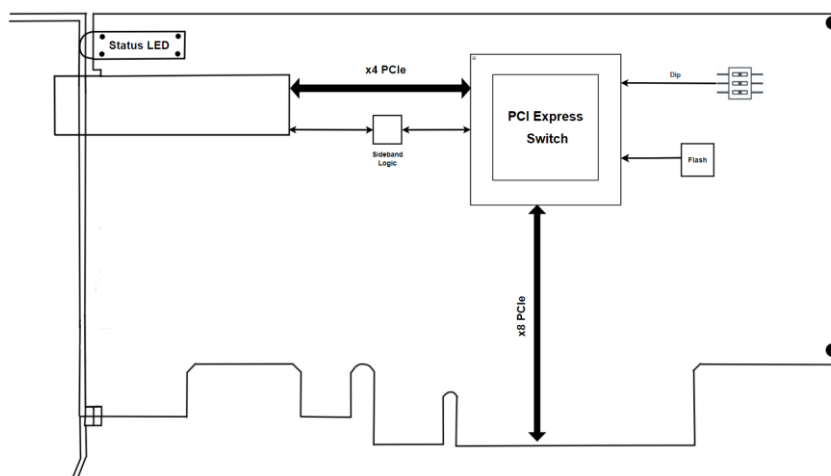 Status LED
x4 PCIe
Dip
PCI Express
Switch
Sideband
Logic
Flash
x8 PCIe